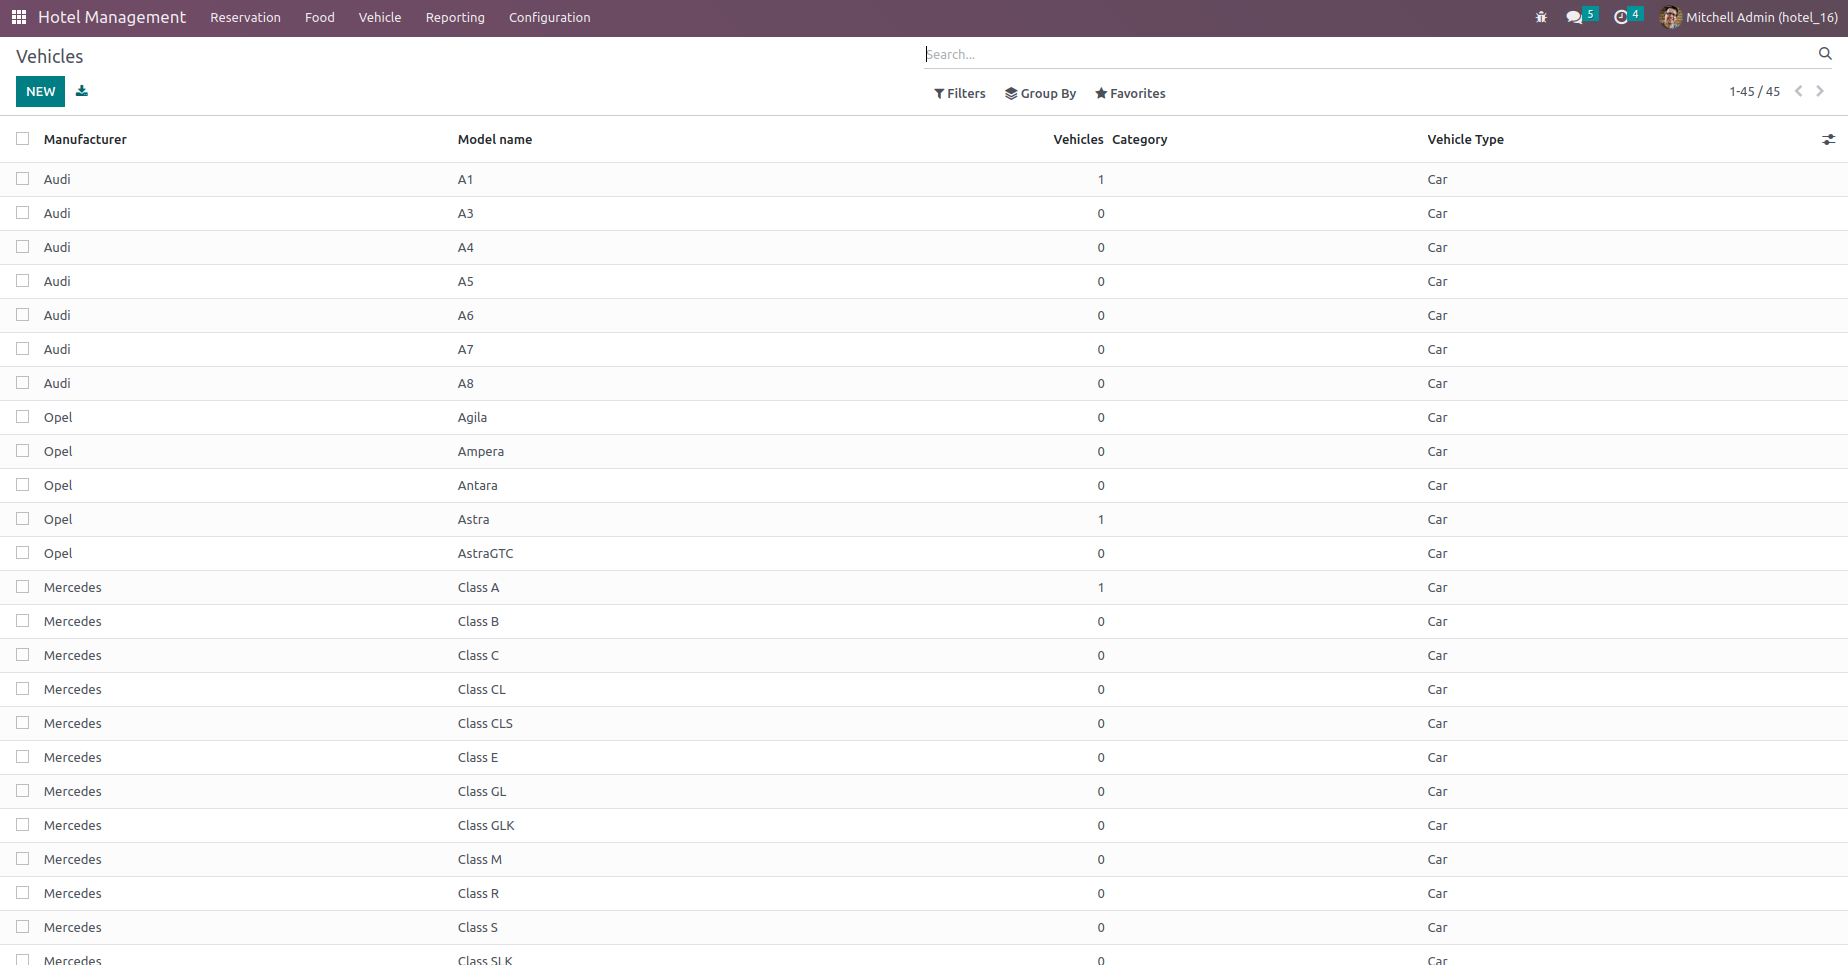 Hotel Management Reservation Food Vehicle Reporting Configuration 5 4 Mitchell Admin (hotel_16)
Vehicles Search...
NEW Filters Group By Favorites 1-45 / 45
Manufacturer Model name Vehicles Category Vehicle Type
Audi A1 1 Car
Audi A3 0 Car
Audi A4 0 Car
Audi A5 0 Car
Audi A6 0 Car
Audi A7 0 Car
Audi A8 0 Car
Opel Agila 0 Car
Opel Ampera 0 Car
Opel Antara 0 Car
Opel Astra 1 Car
Opel AstraGTC 0 Car
Mercedes Class A 1 Car
Mercedes Class B 0 Car
Mercedes Class C 0 Car
Mercedes Class CL 0 Car
Mercedes Class CLS 0 Car
Mercedes Class E 0 Car
Mercedes Class GL 0 Car
Mercedes Class GLK 0 Car
Mercedes Class M 0 Car
Mercedes Class R 0 Car
Mercedes Class S 0 Car
Mercedes Class SLK 0 Car